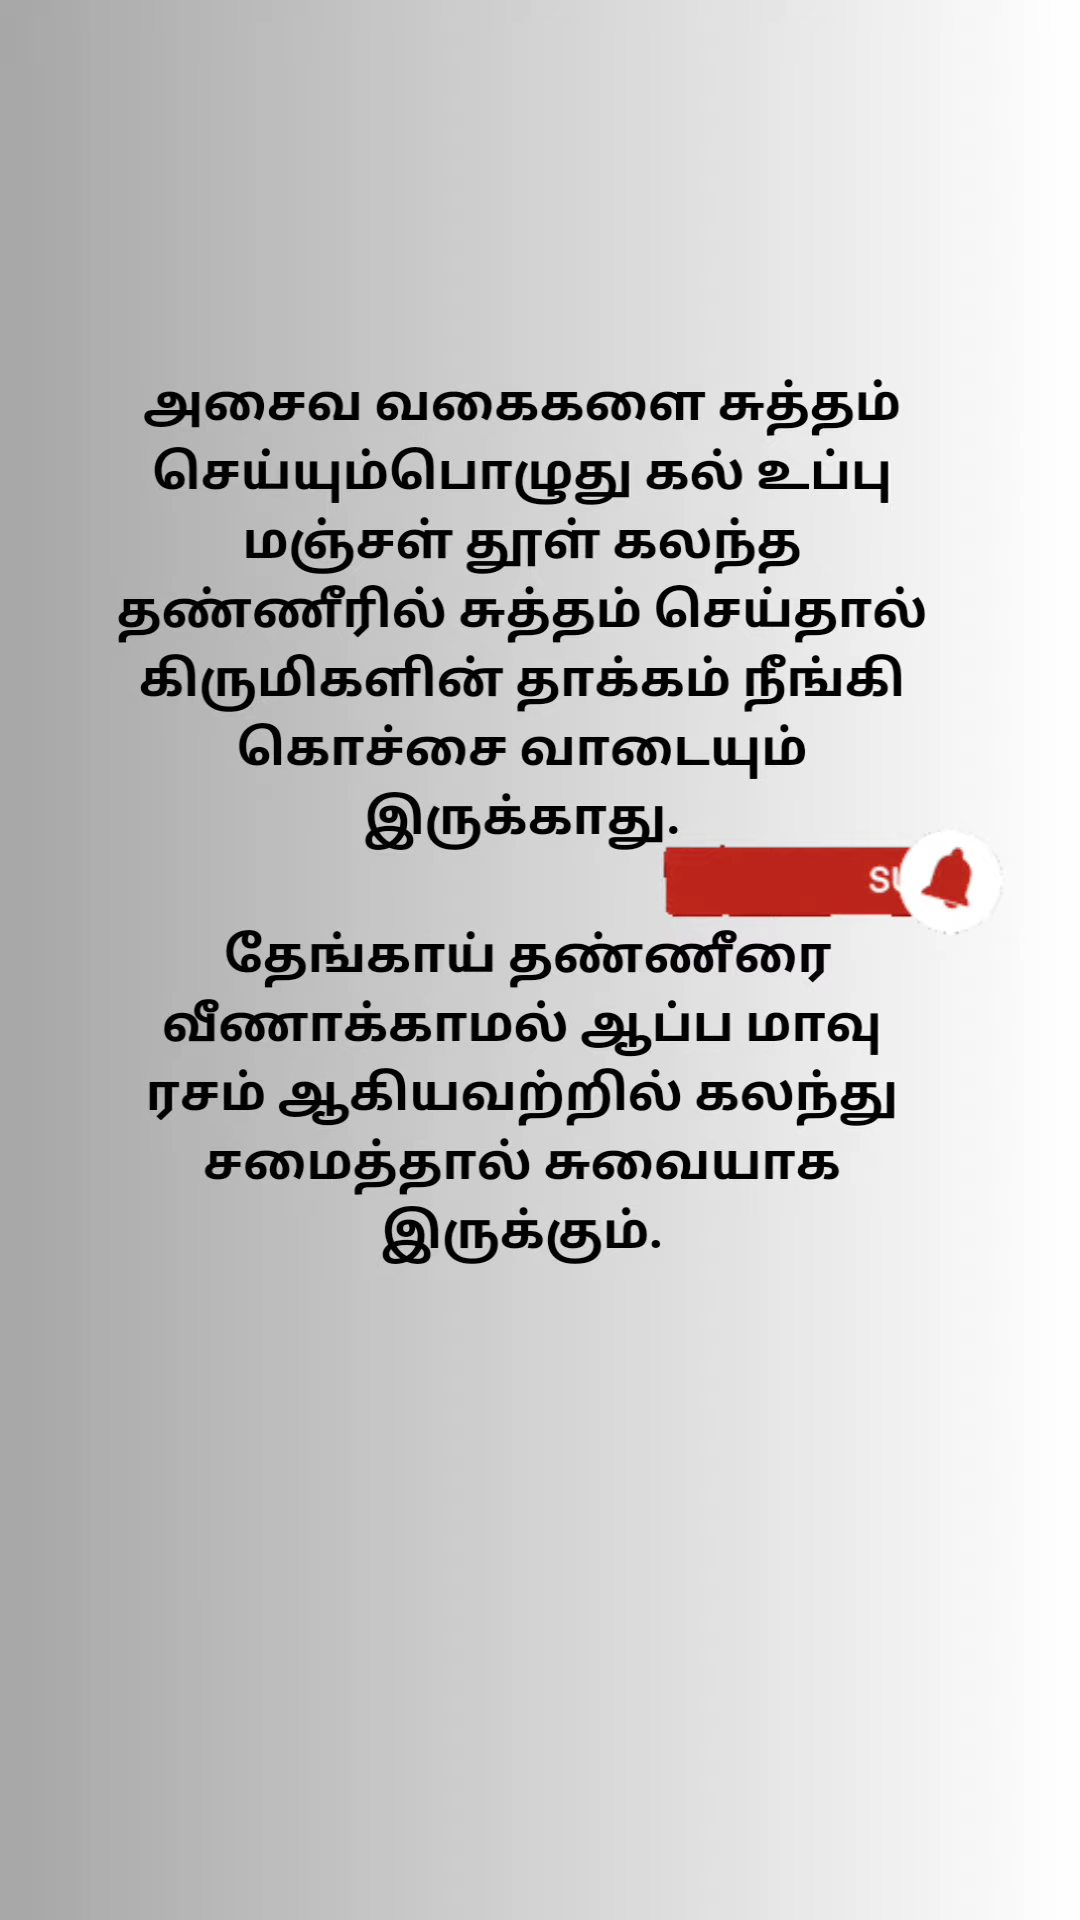 அசைவ வகைகளை சுத்தம்
செய்யும்பொழுது கல் உப்பு
மஞ்சள் தூள் கலந்த
தண்ணீரில் சுத்தம் செய்தால்
கிருமிகளின் தாக்கம் நீங்கி
கொச்சை வாடையும்
இருக்காது.
தேங்காய் தண்ணீரை
வீணாக்காமல் ஆப்ப மாவு
ரசம் ஆகியவற்றில் கலந்து
சமைத்தால் சுவையாக
இருக்கும்.